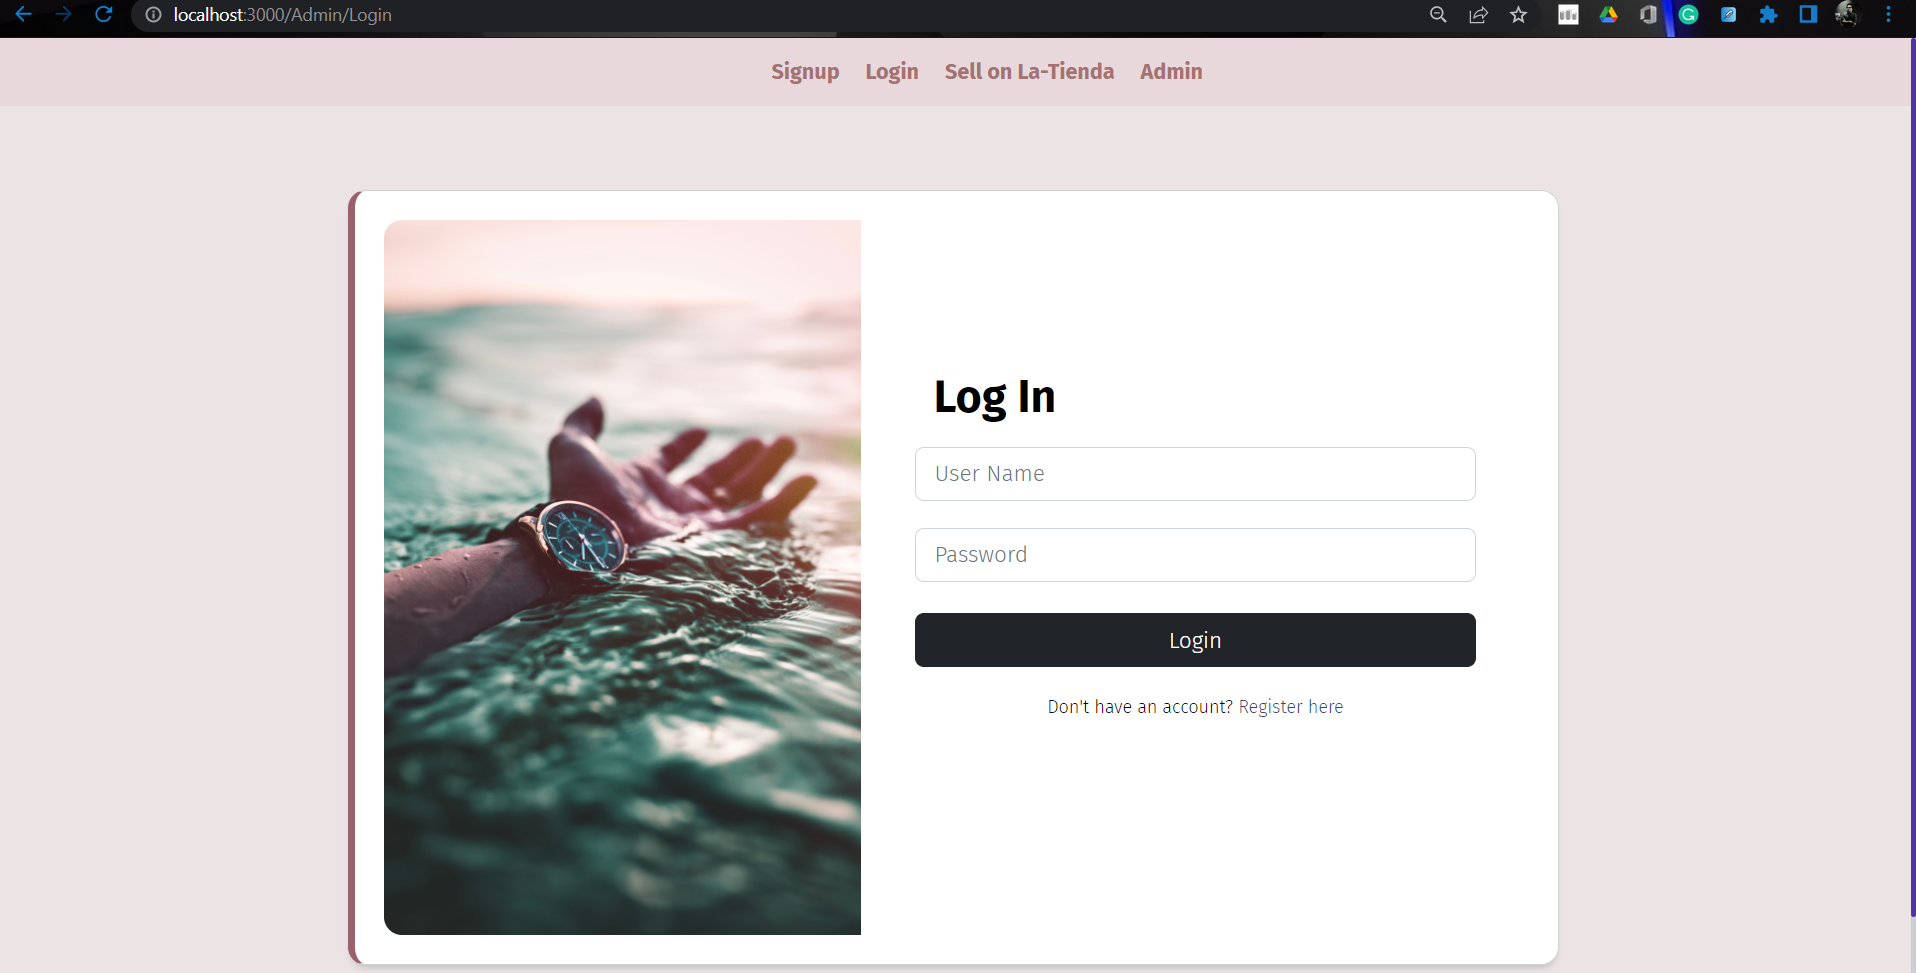 localhost:3000/Admin/Login
Signup Login Sell on La-Tienda Admin
Log In
User Name
Password
Login
Don't have an account? Register here